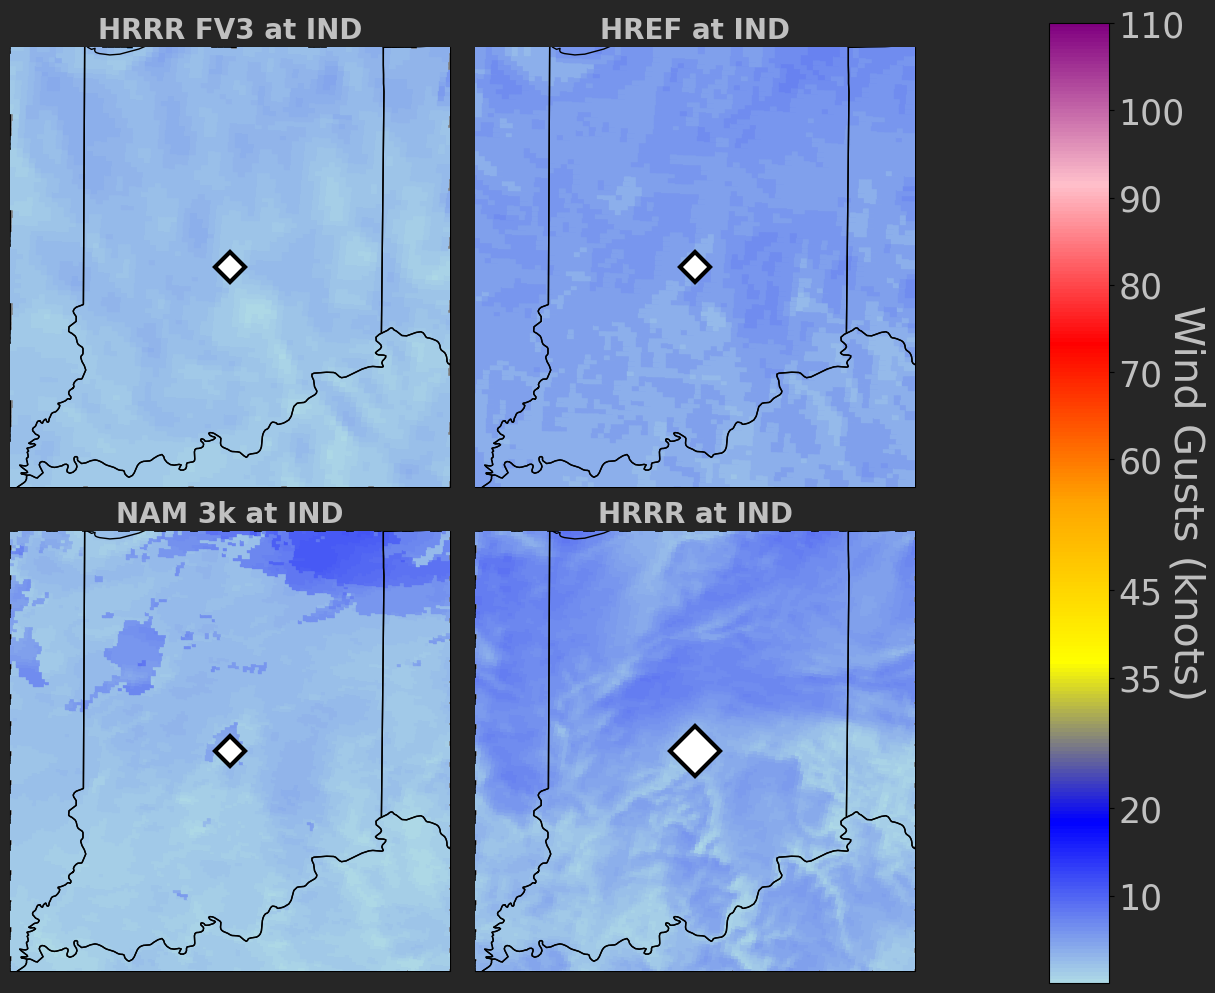 HRRR FV3 at IND
HREF at IND
NAM 3k at IND
HRRR at IND
110
100
90
80
70
60
45
35
20
10
Wind Gusts (knots)